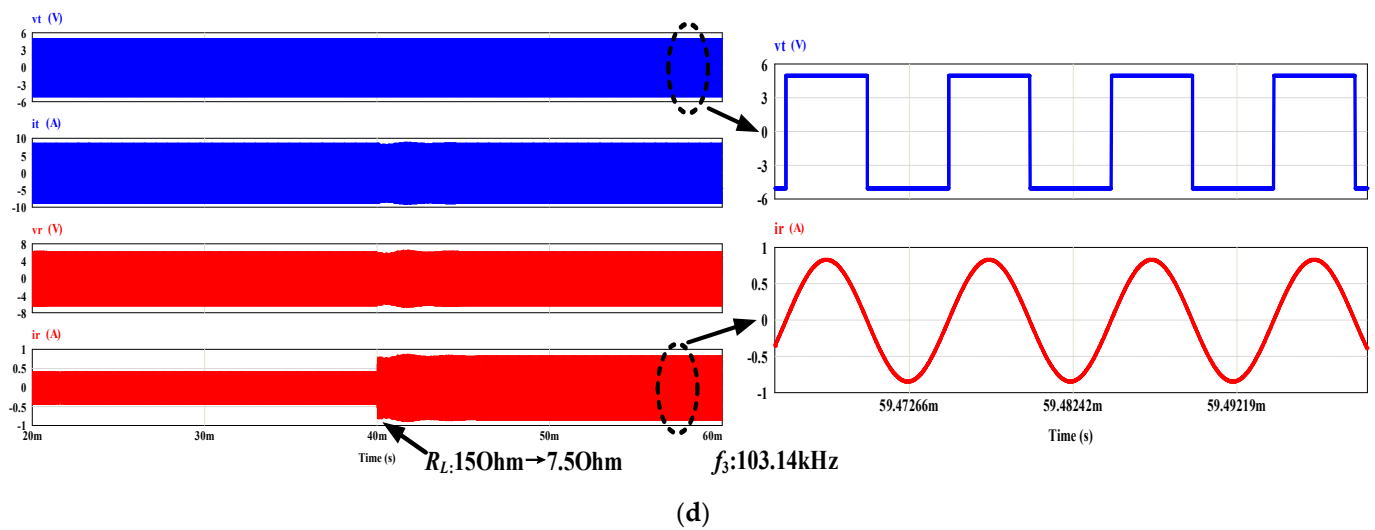 vt (V)
6
3
0
-3
-6
it (A)
10
5
0
-5
-10
vr (V)
8
4
0
-4
-8
ir (A)
1
0.5
0
-0.5
-1
20m 30m 40m 50m 60m
Time (s)
RL:15Ohm→7.5Ohm
f3:103.14kHz
vt (V)
6
3
0
-3
-6
ir (A)
1
0.5
0
-0.5
-1
59.47266m 59.48242m 59.49219m
Time (s)
(d)